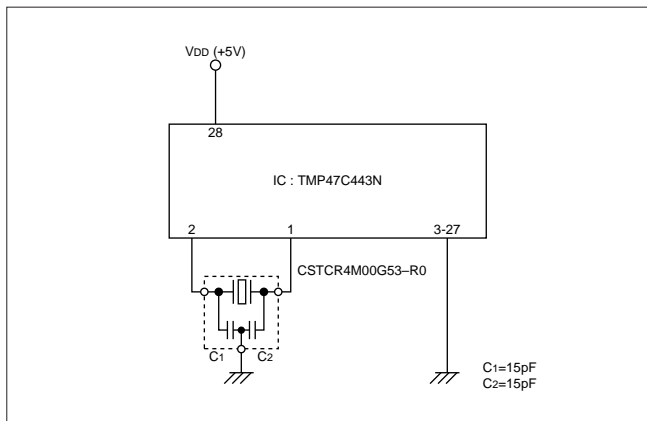 VDD (+5V)
28
IC : TMP47C443N
2 1 3-27
CSTCR4M00G53–R0
C1 C2
C1=15pF
C2=15pF